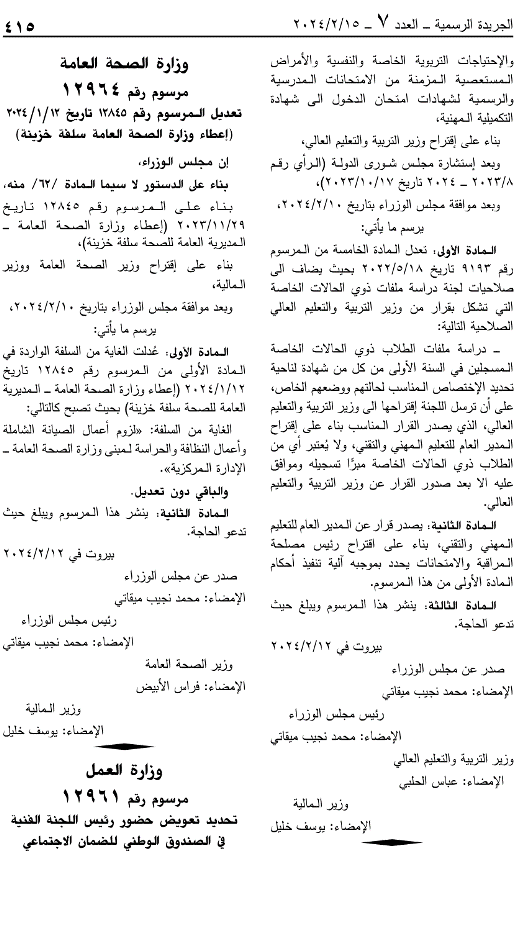 الجريدة الرسمية ــ العدد ٧ ــ ٢٠٢٤/٢/١٥
٤١٥
والإحتياجات التربوية الخاصة والنفسية والأمراض
المستعصية المزمنة من الامتحانات المدرسية
والرسمية لشهادات امتحان الدخول الى شهادة
التكميلية المهنية،
بناء على إقتراح وزير التربية والتعليم العالي،
وبعد إستشارة مجلس شورى الدولة (الرأي رقم
٢٠٢٣/٨ ــ ٢٠٢٤ تاريخ ٢٠٢٣/١٠/١٧)،
وبعد موافقة مجلس الوزراء بتاريخ ٢٠٢٤/٢/١٠،
يرسم ما يأتي:
المادة الأولى: تعدل المادة الخامسة من المرسوم
رقم ٩١٩٣ تاريخ ٢٠٢٢/٥/١٨ بحيث يضاف الى
صلاحيات لجنة دراسة ملفات ذوي الحالات الخاصة
التي تشكل بقرار من وزير التربية والتعليم العالي
الصلاحية التالية:
ــ دراسة ملفات الطلاب ذوي الحالات الخاصة
المسجلين في السنة الأولى من كل من شهادة لناحية
تحديد الإختصاص المناسب لحالتهم ووضعهم الخاص،
على أن ترسل اللجنة إقتراحها الى وزير التربية والتعليم
العالي، الذي يصدر القرار المناسب بناء على إقتراح
المدير العام للتعليم المهني والتقني، ولا يُعتبر أي من
الطلاب ذوي الحالات الخاصة مبرًّا تسجيله وموافق
عليه الا بعد صدور القرار عن وزير التربية والتعليم
العالي.
المادة الثانية: يصدر قرار عن المدير العام للتعليم
المهني والتقني، بناء على اقتراح رئيس مصلحة
المراقبة والامتحانات يحدد بموجبه آلية تنفيذ أحكام
المادة الأولى من هذا المرسوم.
المادة الثالثة: ينشر هذا المرسوم ويبلغ حيث
تدعو الحاجة.
بيروت في ٢٠٢٤/٢/١٢
صدر عن مجلس الوزراء
الإمضاء: محمد نجيب ميقاتي
رئيس مجلس الوزراء
الإمضاء: محمد نجيب ميقاتي
وزير التربية والتعليم العالي
الإمضاء: عباس الحلبي
وزير المالية
الإمضاء: يوسف خليل
وزارة الصحة العامة
مرسوم رقم ١٢٩٦٤
تعديل المرسوم رقم ١٢٨٤٥ تاريخ ٢٠٢٤/١/١٢
(إعطاء وزارة الصحة العامة سلفة خزينة)
إن مجلس الوزراء،
بناء على الدستور لا سيما المادة /٦٢/ منه،
بناء على المرسوم رقم ١٢٨٤٥ تاريخ
٢٠٢٣/١١/٢٩ (إعطاء وزارة الصحة العامة ــ
المديرية العامة للصحة سلفة خزينة)،
بناء على إقتراح وزير الصحة العامة ووزير
المالية،
وبعد موافقة مجلس الوزراء بتاريخ ٢٠٢٤/٢/١٠،
يرسم ما يأتي:
المادة الأولى: عُدلت الغاية من السلفة الواردة في
المادة الأولى من المرسوم رقم ١٢٨٤٥ تاريخ
٢٠٢٤/١/١٢ (إعطاء وزارة الصحة العامة ــ المديرية
العامة للصحة سلفة خزينة) بحيث تصبح كالتالي:
الغاية من السلفة: «لزوم أعمال الصيانة الشاملة
وأعمال النظافة والحراسة لمبنى وزارة الصحة العامة ــ
الإدارة المركزية».
والباقي دون تعديل.
المادة الثانية: ينشر هذا المرسوم ويبلغ حيث
تدعو الحاجة.
بيروت في ٢٠٢٤/٢/١٢
صدر عن مجلس الوزراء
الإمضاء: محمد نجيب ميقاتي
رئيس مجلس الوزراء
الإمضاء: محمد نجيب ميقاتي
وزير الصحة العامة
الإمضاء: فراس الأبيض
وزير المالية
الإمضاء: يوسف خليل
وزارة العمل
مرسوم رقم ١٢٩٦١
تحديد تعويض حضور رئيس اللجنة الفنية
في الصندوق الوطني للضمان الاجتماعي